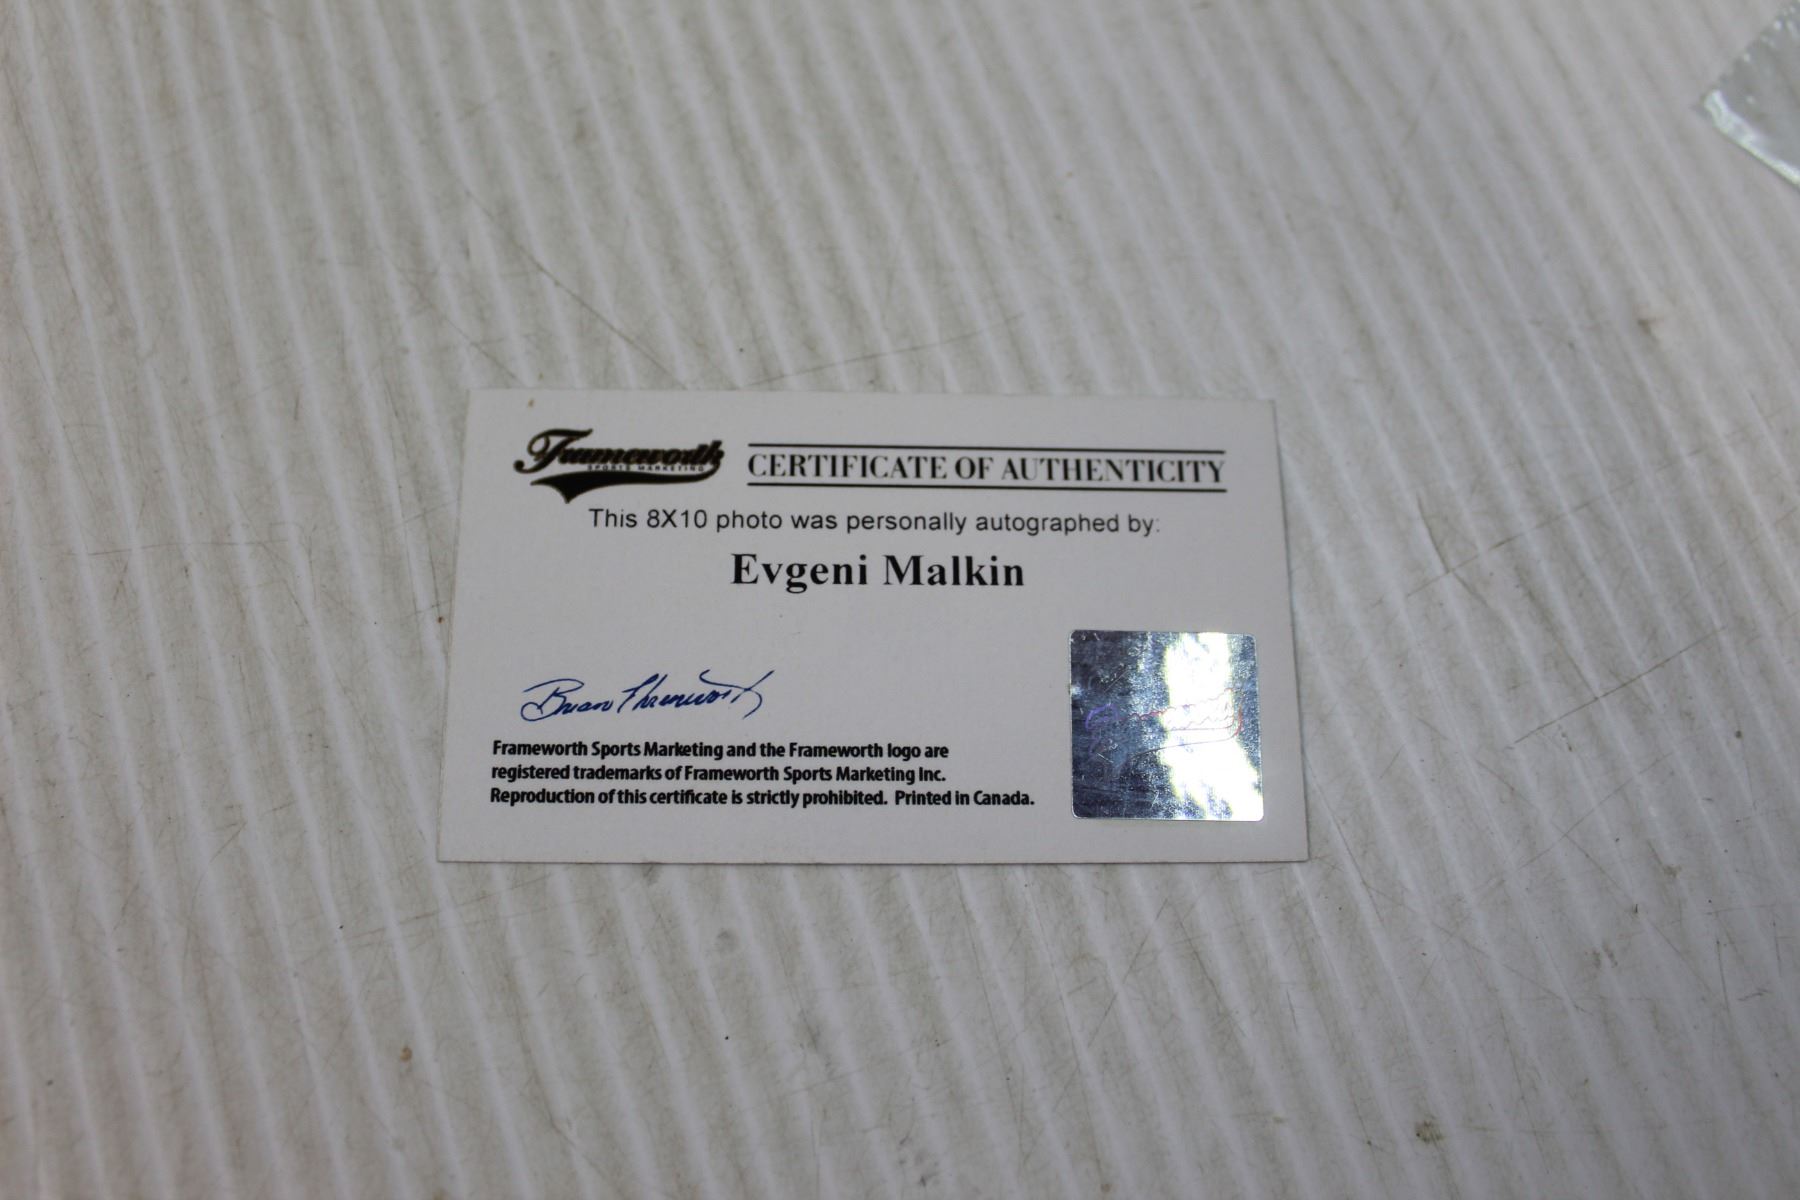 Frameworth
SPORTS MARKETING
CERTIFICATE OF AUTHENTICITY
This 8X10 photo was personally autographed by:
Evgeni Malkin
Frameworth Sports Marketing and the Frameworth logo are
registered trademarks of Frameworth Sports Marketing Inc.
Reproduction of this certificate is strictly prohibited. Printed in Canada.